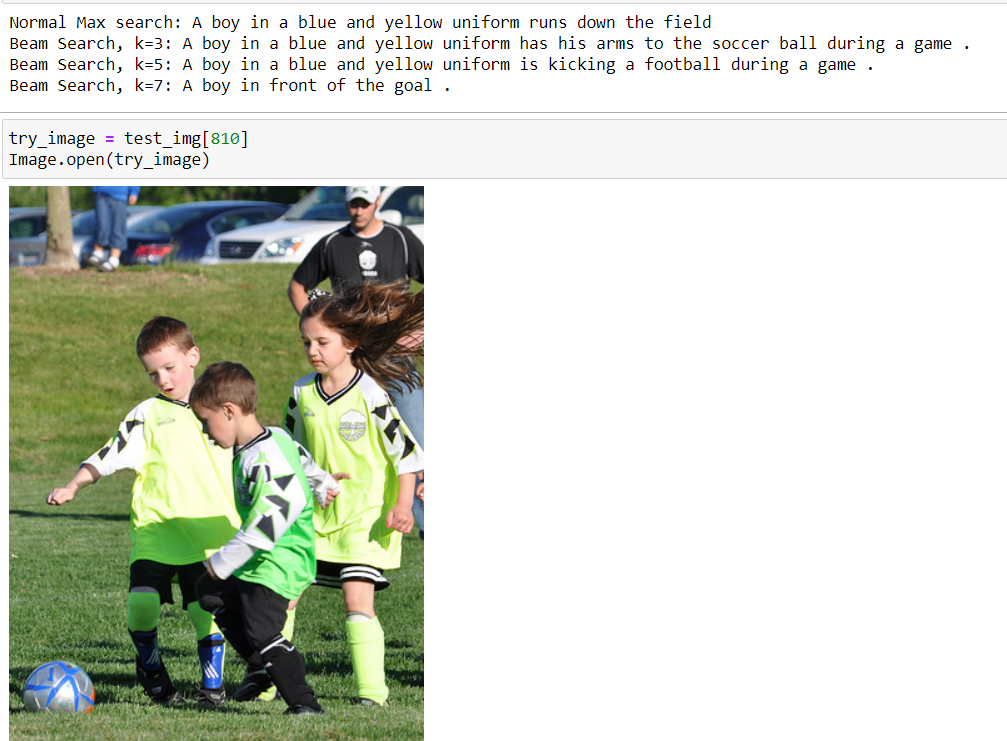 Normal Max search: A boy in a blue and yellow uniform runs down the field
Beam Search, k=3: A boy in a blue and yellow uniform has his arms to the soccer ball during a game .
Beam Search, k=5: A boy in a blue and yellow uniform is kicking a football during a game .
Beam Search, k=7: A boy in front of the goal .
try_image = test_img[810]
Image.open(try_image)